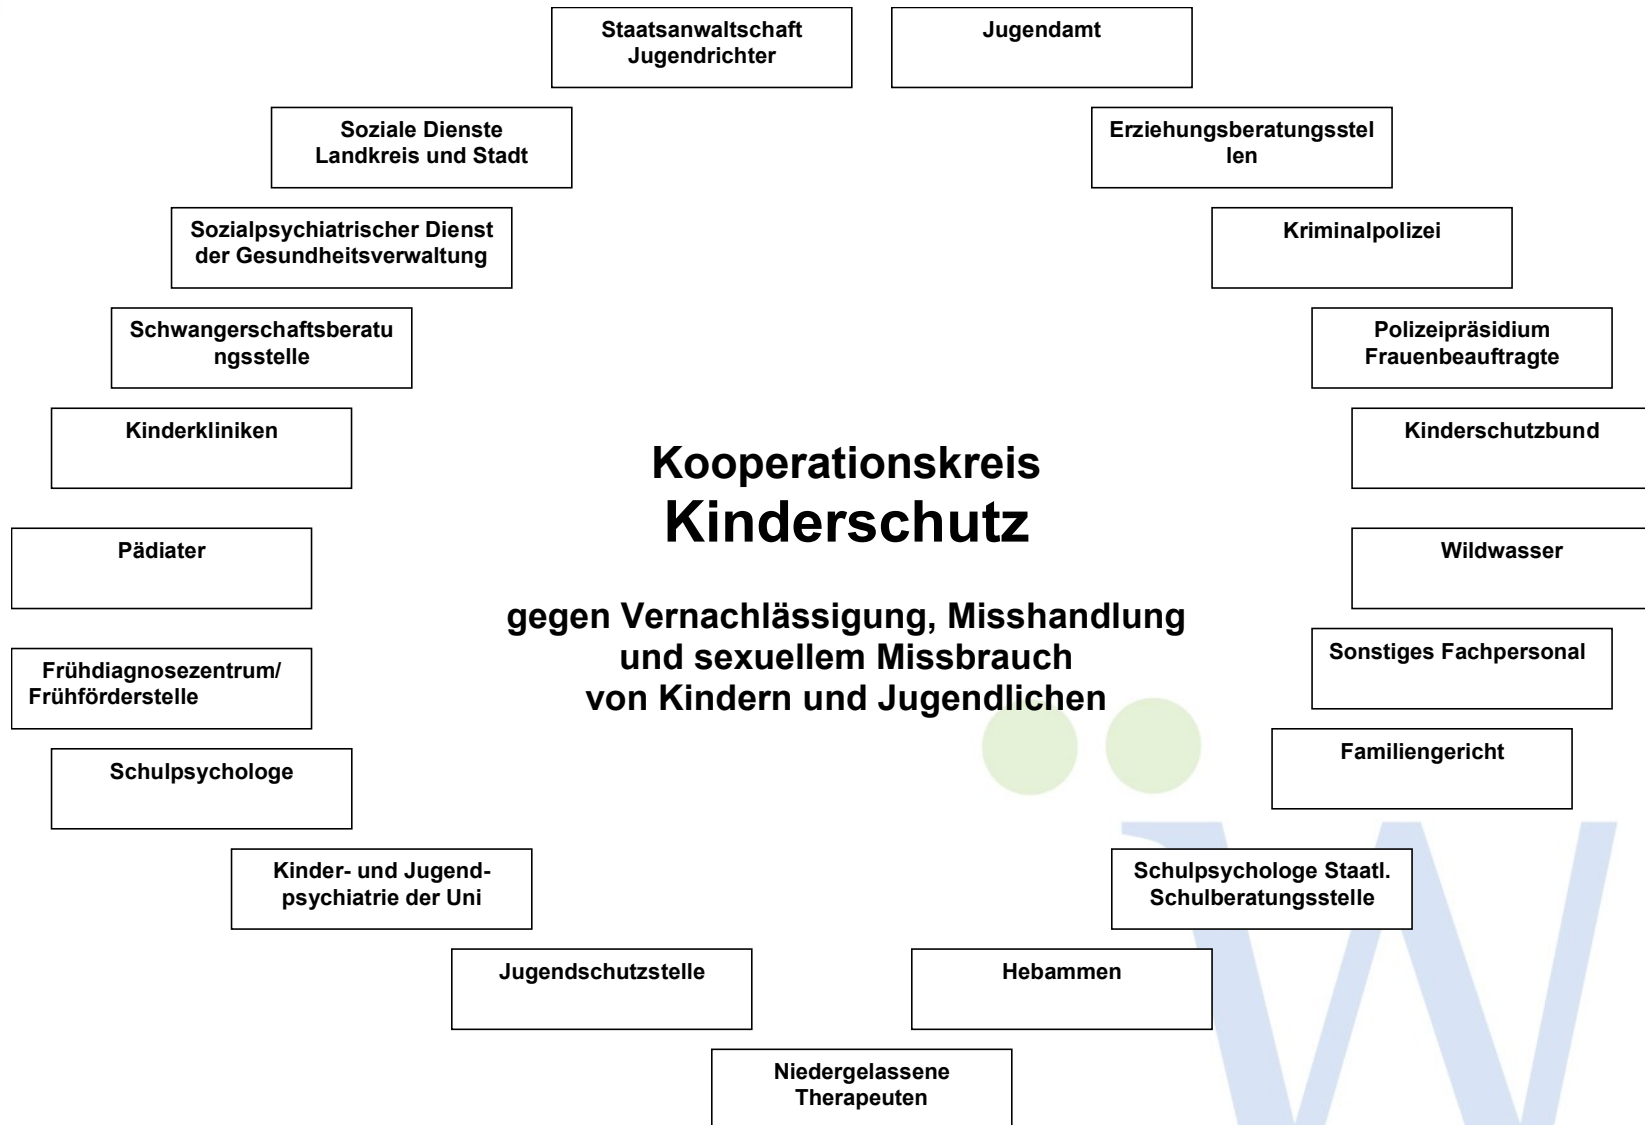 Staatsanwaltschaft
Jugendrichter
Jugendamt
Soziale Dienste
Landkreis und Stadt
Erziehungsberatungsstel
len
Sozialpsychiatrischer Dienst
der Gesundheitsverwaltung
Kriminalpolizei
Schwangerschaftsberatu
ngsstelle
Polizeipräsidium
Frauenbeauftragte
Kinderkliniken
Kinderschutzbund
Kooperationskreis
Kinderschutz
Pädiater
Wildwasser
gegen Vernachlässigung, Misshandlung
und sexuellem Missbrauch
von Kindern und Jugendlichen
Frühdiagnosezentrum/
Frühförderstelle
Sonstiges Fachpersonal
Schulpsychologe
Familiengericht
Kinder- und Jugend-
psychiatrie der Uni
Schulpsychologe Staatl.
Schulberatungsstelle
Jugendschutzstelle
Hebammen
Niedergelassene
Therapeuten
W